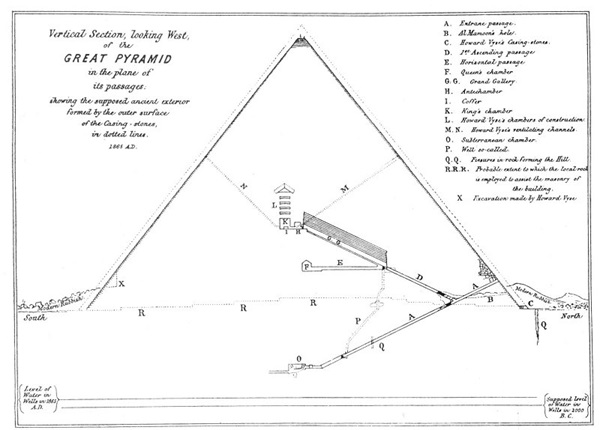 Vertical Section, looking West,
of the
GREAT PYRAMID
in the plane of
its passages.
showing the supposed ancient exterior
formed by the outer surface
of the Casing-stones,
in dotted lines.
1865 A.D.
A. Entrance passage.
B. Al Mamoon's hole.
C. Howard Vyse's Casing-stones.
D. 1st Ascending passage
E. Horizontal passage
F. Queen's chamber
G.G. Grand Gallery
H. Antechamber
I. Coffer
K. King's chamber
L. Howard Vyse's chambers of construction
M.N. Howard Vyse's ventilating channels.
O. Subterranean chamber.
P. Well so-called.
Q.Q. Fissures in rock forming the Hill.
R.R.R. Probable extent to which the local rock
is employed to assist the masonry of
the building.
X Excavation made by Howard Vyse
N
M
L
K
I H
G G
F
E
D
A
B
X
Modern Rubbish
Modern Rubbish
C
R R R R
South
North
P
A
Q
Q
O
Level of
Water in
Wells in 1865
A.D.
Supposed level
of Water in
Wells in 2000
B.C.